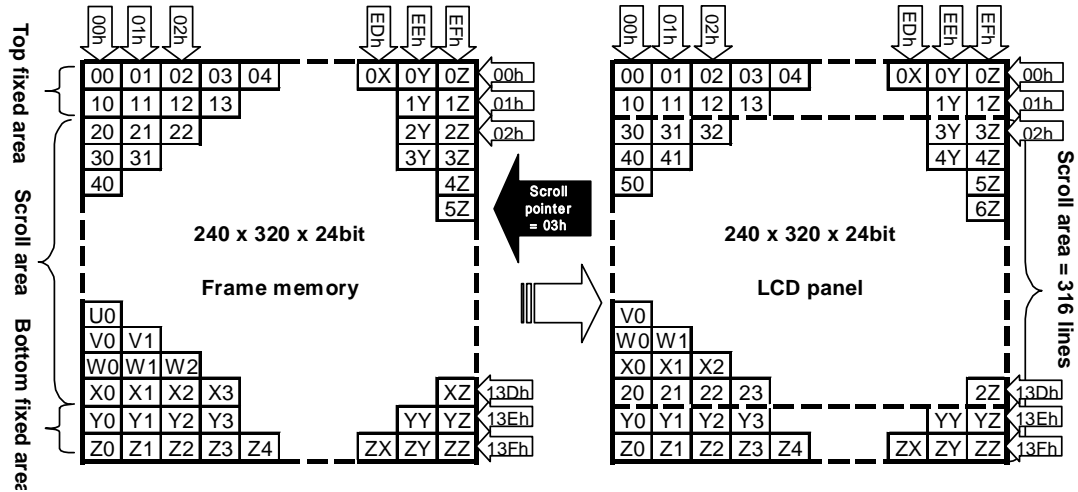 00h 01h 02h EDh EEh EFh 00h 01h 02h EDh EEh EFh
00 01 02 03 04 0X 0Y 0Z 00h 00 01 02 03 04 0X 0Y 0Z 00h
10 11 12 13 1Y 1Z 01h 10 11 12 13 1Y 1Z 01h
20 21 22 2Y 2Z 02h 30 31 32 3Y 3Z 02h
30 31 3Y 3Z 40 41 4Y 4Z
40 4Z 50 5Z
5Z 6Z
Scroll
pointer
= 03h
240 x 320 x 24bit 240 x 320 x 24bit
Frame memory LCD panel
U0 V0
V0 V1 W0 W1
W0 W1 W2 X0 X1 X2
X0 X1 X2 X3 XZ 13Dh 20 21 22 23 2Z 13Dh
Y0 Y1 Y2 Y3 YY YZ 13Eh Y0 Y1 Y2 Y3 YY YZ 13Eh
Z0 Z1 Z2 Z3 Z4 ZX ZY ZZ 13Fh Z0 Z1 Z2 Z3 Z4 ZX ZY ZZ 13Fh
Top fixed area
Scroll area
Bottom fixed area
Scroll area = 316 lines